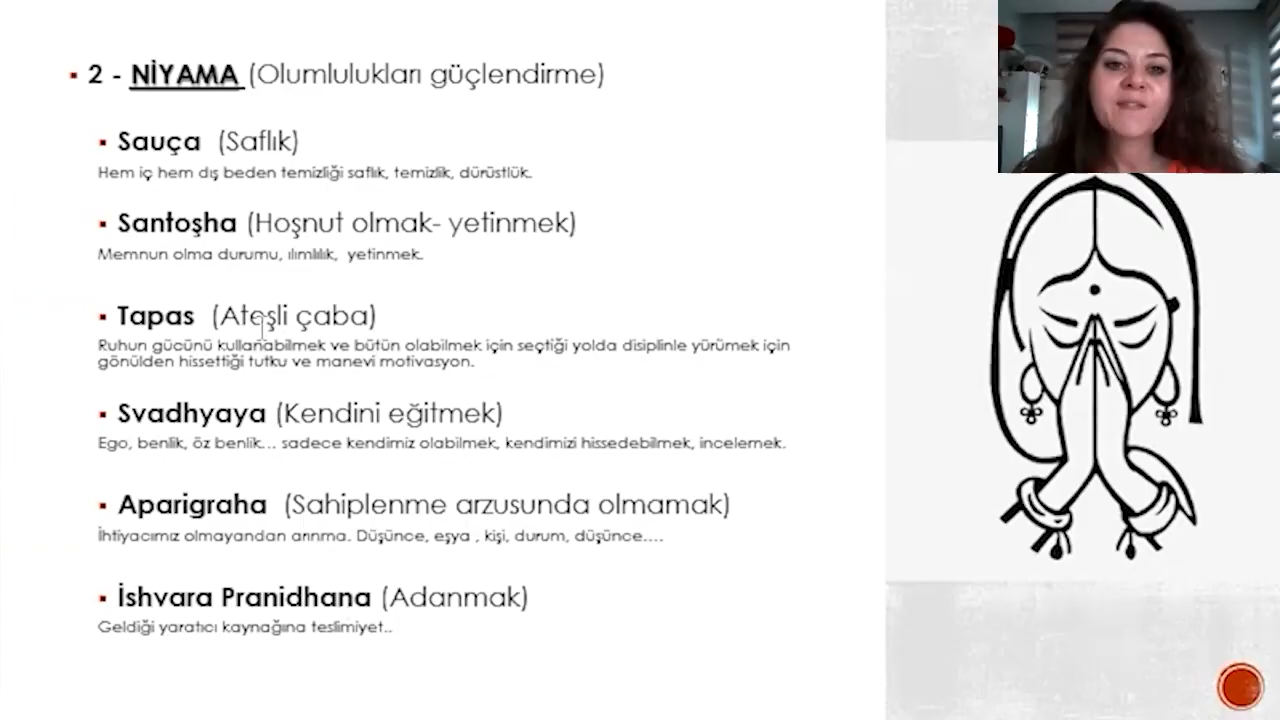 2 - NİYAMA (Olumlulukları güçlendirme)
Sauça (Saflık)
Hem iç hem dış beden temizliği saflık, temizlik, dürüstlük.
Santoşha (Hoşnut olmak- yetinmek)
Memnun olma durumu, ılımlılık, yetinmek.
Tapas (Ateşli çaba)
Ruhun gücünü kullanabilmek ve bütün olabilmek için seçtiği yolda disiplinle yürümek için
gönülden hissettiği tutku ve manevi motivasyon.
Svadhyaya (Kendini eğitmek)
Ego, benlik, öz benlik... sadece kendimiz olabilmek, kendimizi hissedebilmek, incelemek.
Aparigraha (Sahiplenme arzusunda olmamak)
İhtiyacımız olmayandan arınma. Düşünce, eşya , kişi, durum, düşünce....
İshvara Pranidhana (Adanmak)
Geldiği yaratıcı kaynağına teslimiyet..